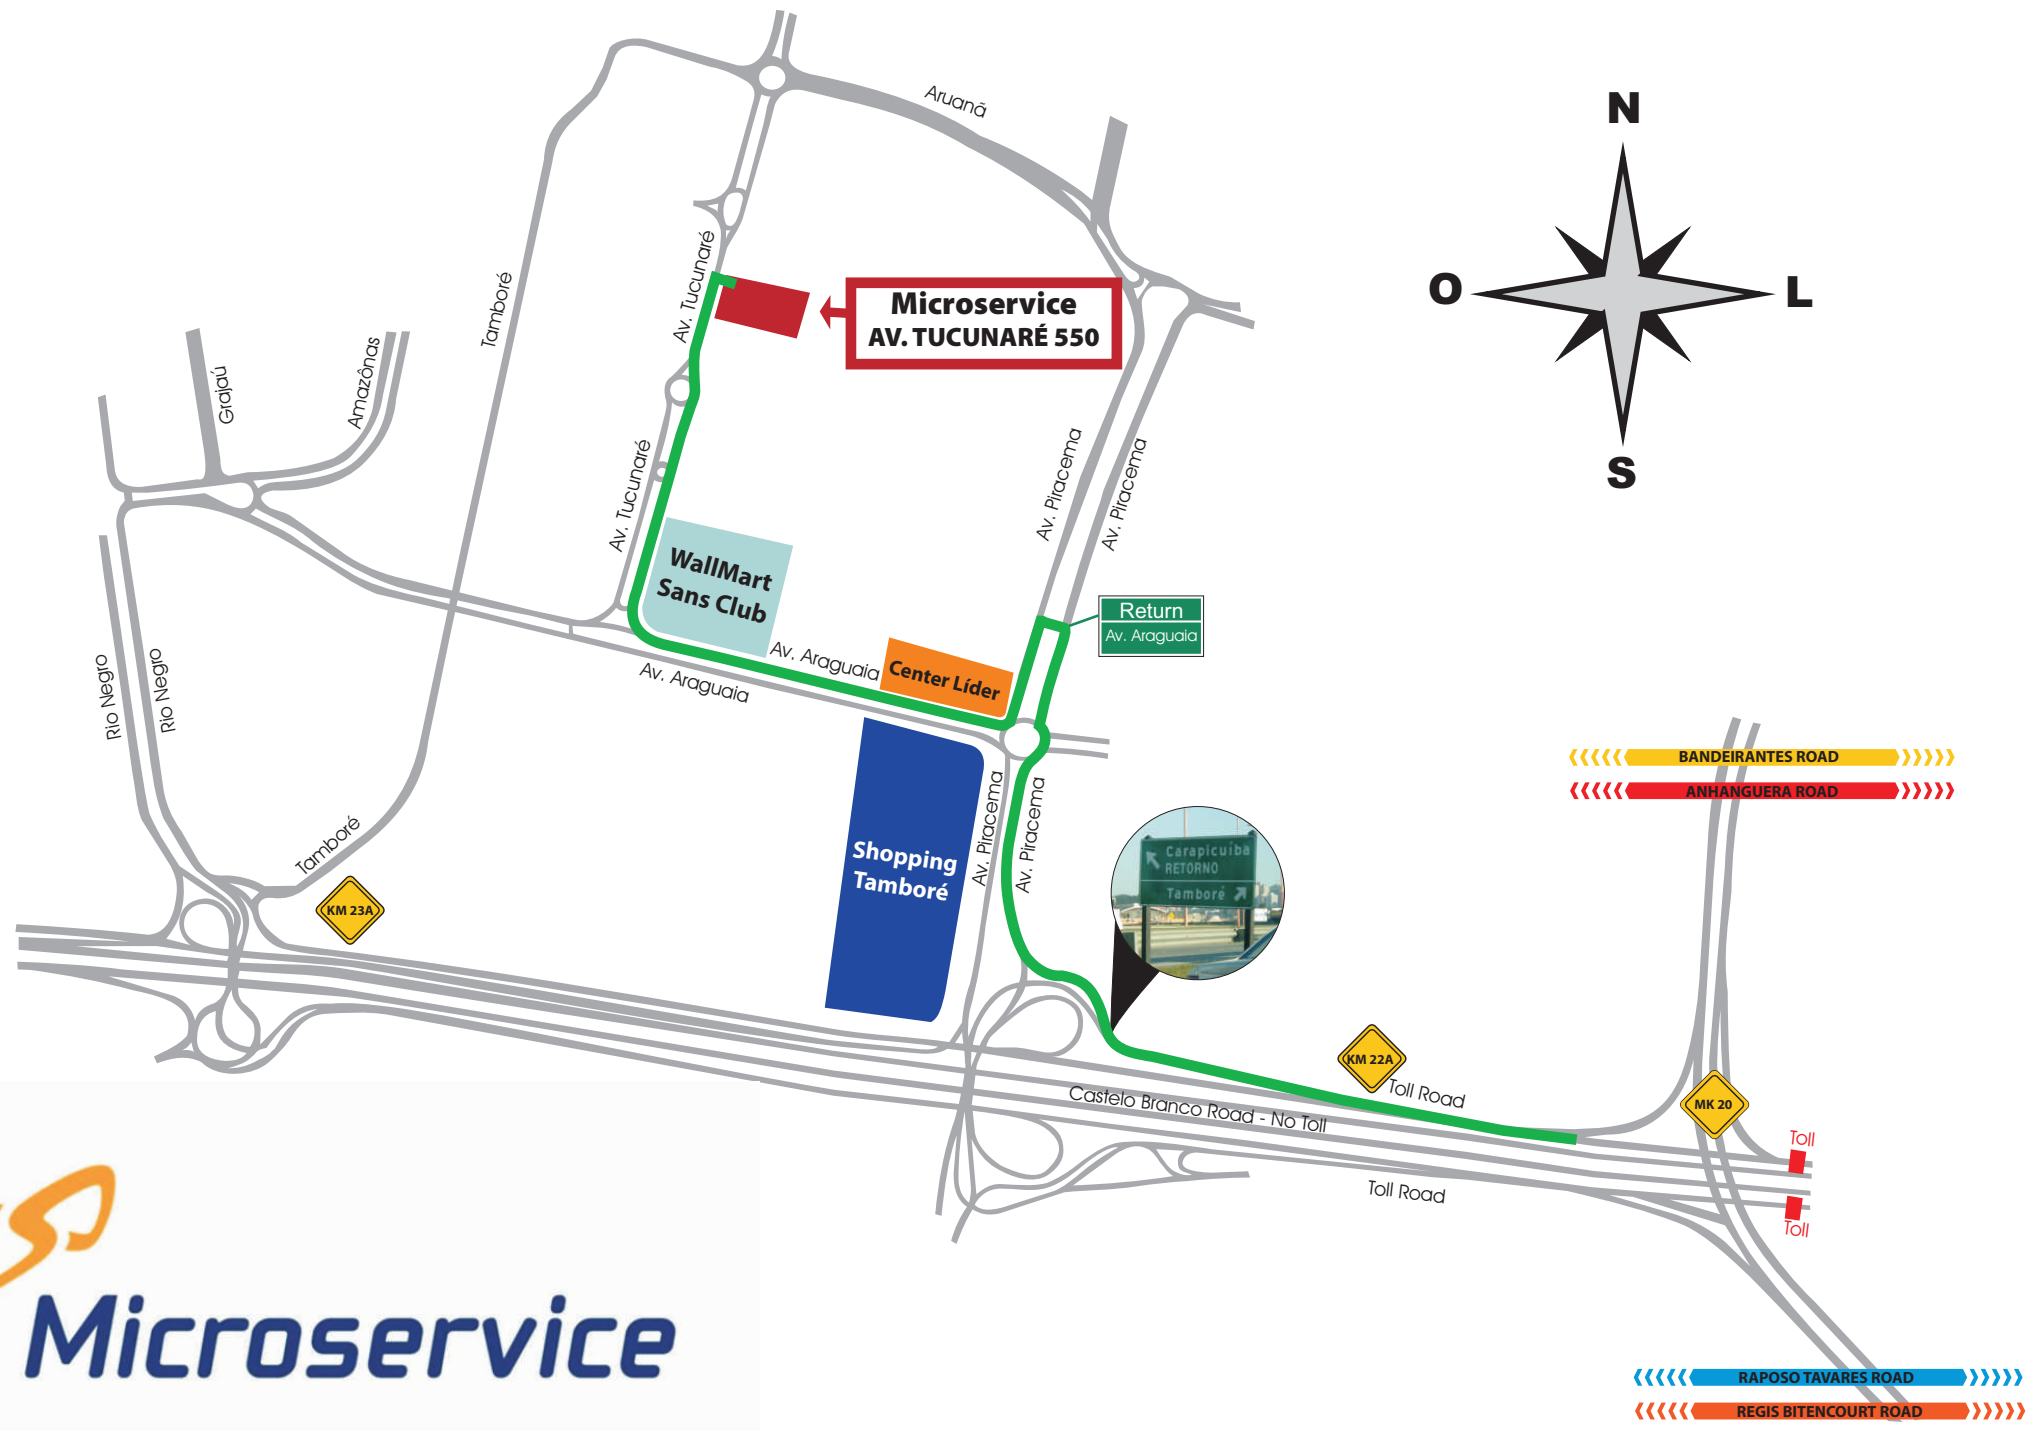 Aruanã
N
O
L
S
Tamboré
Av. Tucunaré
Microservice
AV. TUCUNARÉ 550
Grajaú
Amazônas
Av. Tucunaré
Av. Piracema
Av. Piracema
WallMart
Sans Club
Return
Av. Araguaia
Av. Araguaia
Center Líder
Av. Araguaia
Rio Negro
Rio Negro
BANDEIRANTES ROAD
ANHANGUERA ROAD
Tamboré
Shopping
Tamboré
Av. Piracema
Av. Piracema
Carapicuiba
RETORNO
Tamboré
KM 23A
KM 22A
Toll Road
Castelo Branco Road - No Toll
MK 20
Toll
Toll Road
Toll
Microservice
RAPOSO TAVARES ROAD
REGIS BITENCOURT ROAD